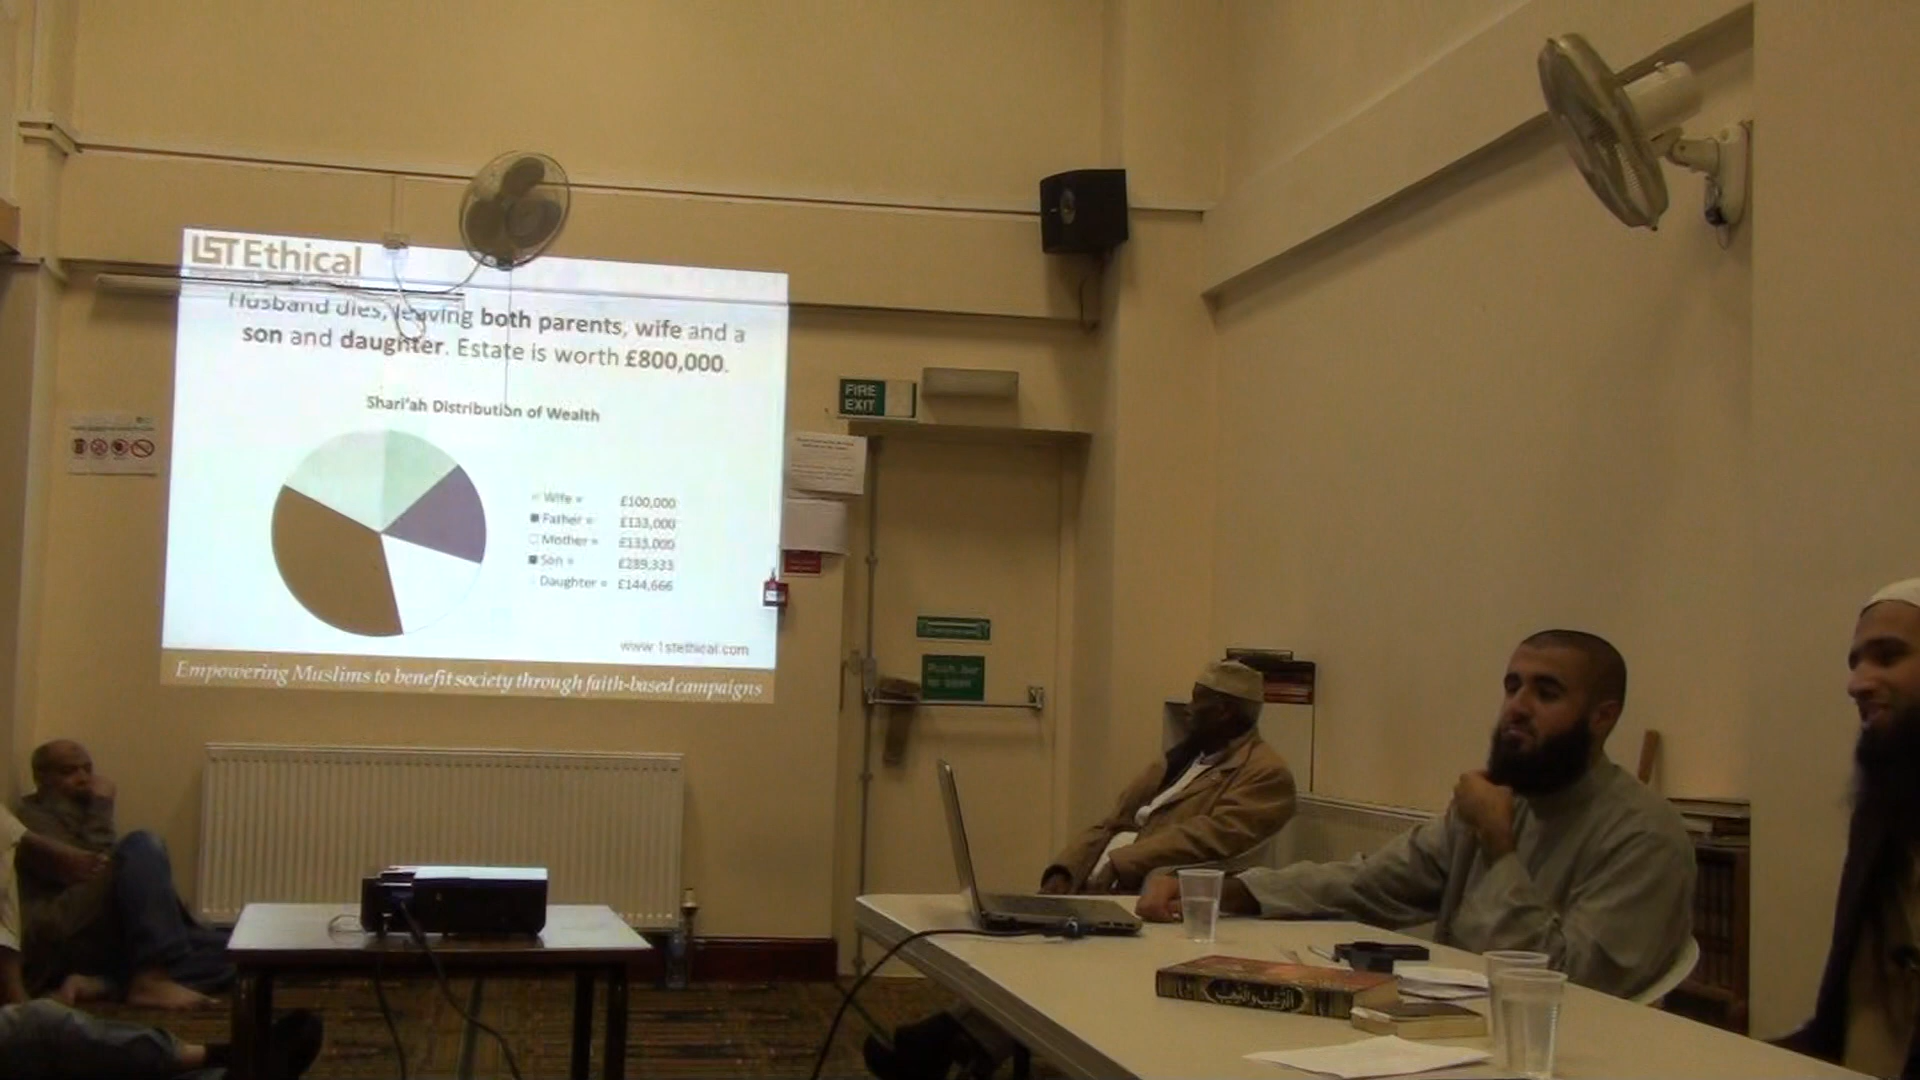 1ST Ethical
Husband dies, leaving both parents, wife and a
son and daughter. Estate is worth £800,000.
Shari'ah Distribution of Wealth
Wife = £100,000
Father = £133,000
Mother = £133,000
Son = £289,333
Daughter = £144,666
www.1stethical.com
Empowering Muslims to benefit society through faith-based campaigns
FIRE
EXIT
Push bar
to open
الترغيب والترهيب